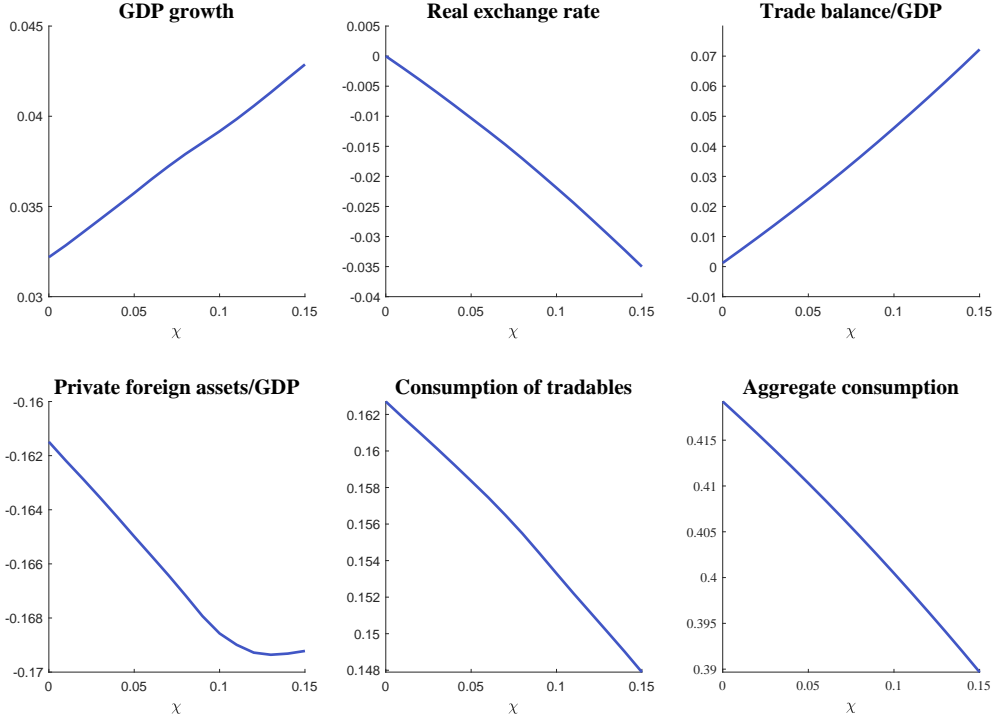 GDP growth
0.045
0.04
0.035
0.03
0 0.05 0.1 0.15
χ
Real exchange rate
0.005
0
-0.005
-0.01
-0.015
-0.02
-0.025
-0.03
-0.035
-0.04
0 0.05 0.1 0.15
χ
Trade balance/GDP
0.07
0.06
0.05
0.04
0.03
0.02
0.01
0
-0.01
0 0.05 0.1 0.15
χ
Private foreign assets/GDP
-0.16
-0.162
-0.164
-0.166
-0.168
-0.17
0 0.05 0.1 0.15
χ
Consumption of tradables
0.162
0.16
0.158
0.156
0.154
0.152
0.15
0.148
0 0.05 0.1 0.15
χ
Aggregate consumption
0.415
0.41
0.405
0.4
0.395
0.39
0 0.05 0.1 0.15
χ